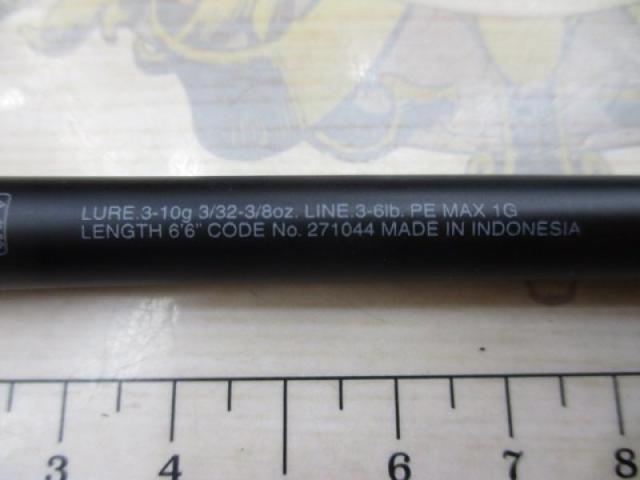 LURE.3-10g 3/32-3/8oz. LINE.3-6lb. PE MAX 1G
LENGTH 6'6" CODE No. 271044 MADE IN INDONESIA
3 4 6 7 8